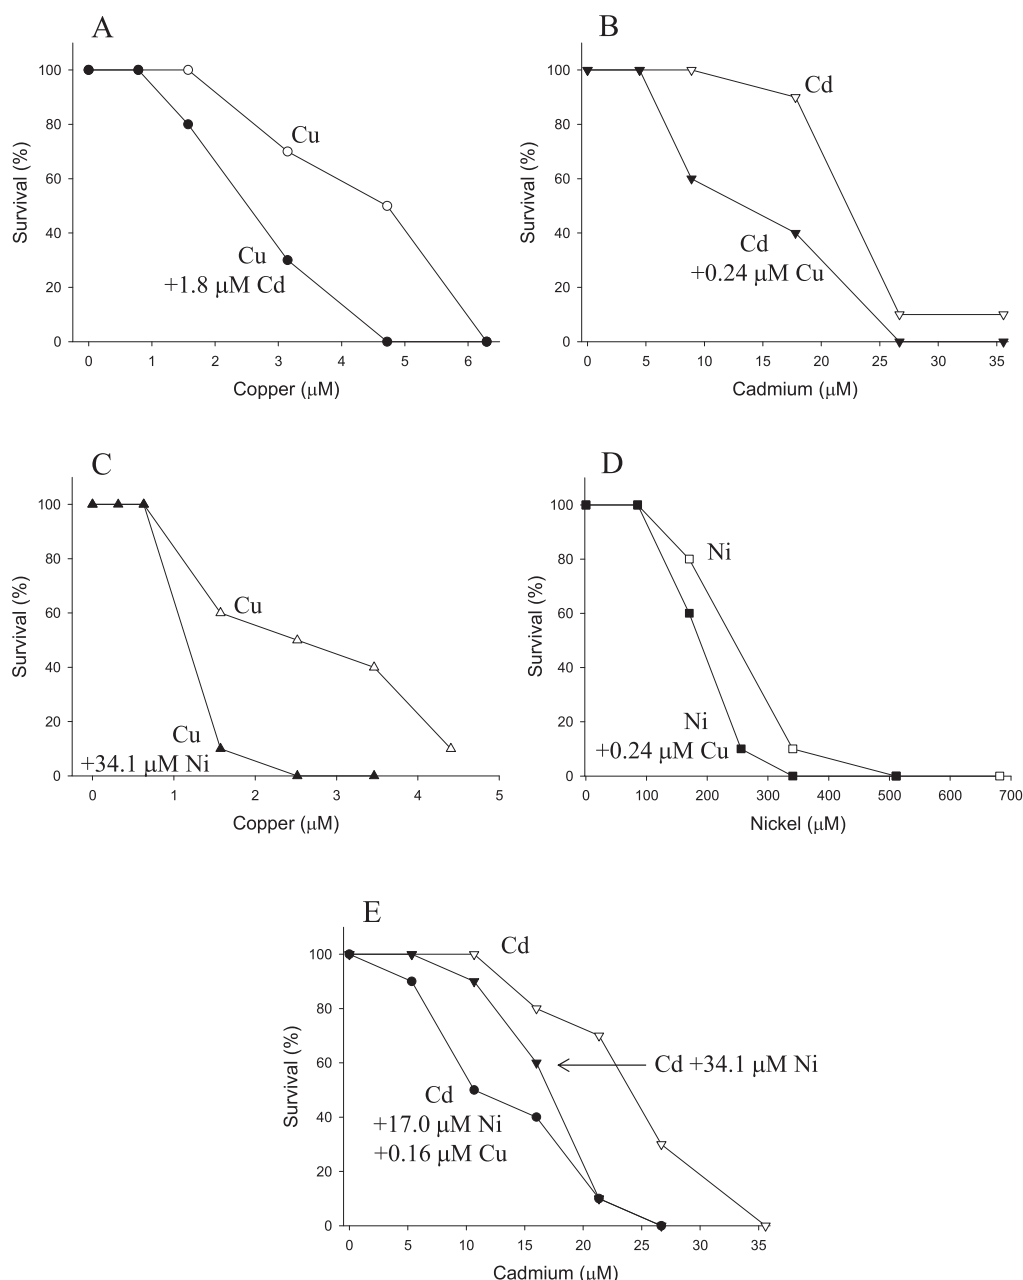 A
100
80
60
40
20
0
Survival (%)
Cu
Cu
+1.8 μM Cd
0 1 2 3 4 5 6
Copper (μM)
B
100
80
60
40
20
0
Survival (%)
Cd
Cd
+0.24 μM Cu
0 5 10 15 20 25 30 35
Cadmium (μM)
C
100
80
60
40
20
0
Survival (%)
Cu
Cu
+34.1 μM Ni
0 1 2 3 4 5
Copper (μM)
D
100
80
60
40
20
0
Survival (%)
Ni
Ni
+0.24 μM Cu
0 100 200 300 400 500 600 700
Nickel (μM)
E
100
80
60
40
20
0
Survival (%)
Cd
Cd +34.1 μM Ni
Cd
+17.0 μM Ni
+0.16 μM Cu
0 5 10 15 20 25 30 35
Cadmium (μM)